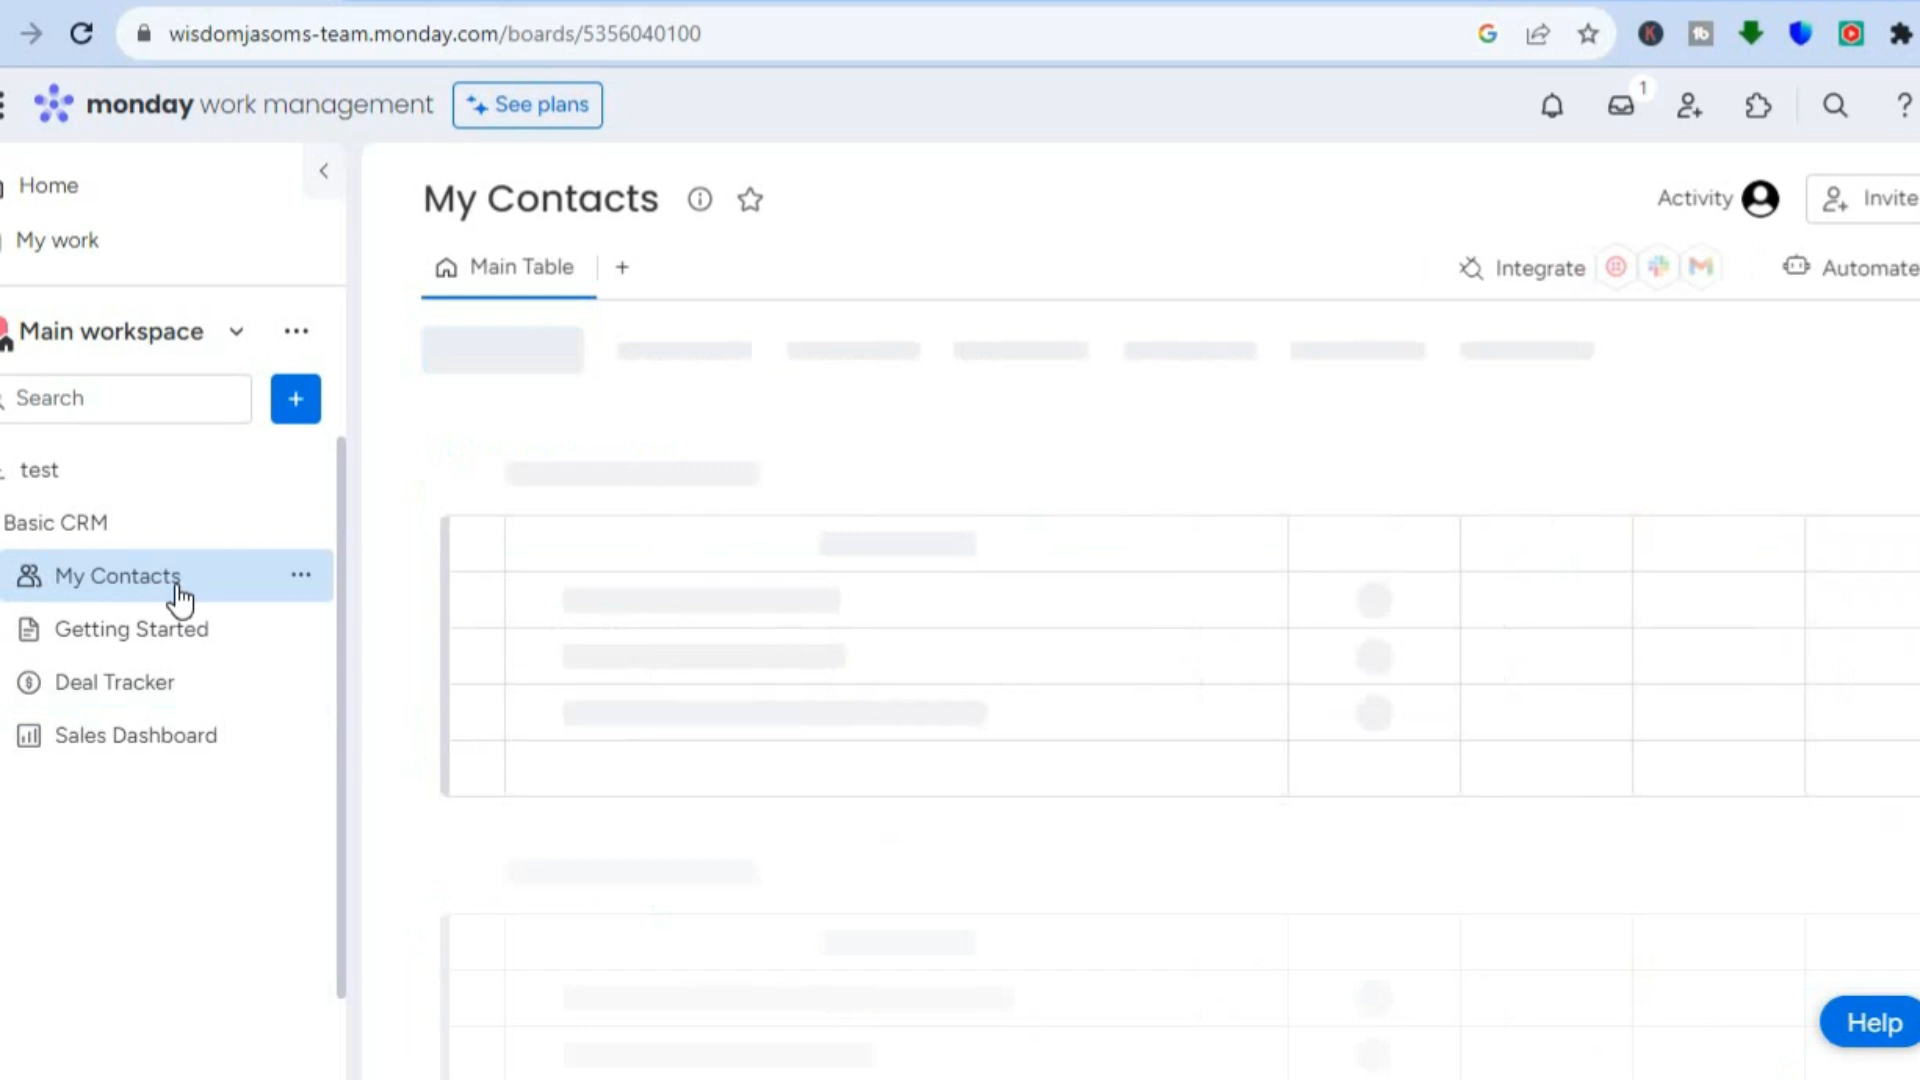 wisdomjasoms-team.monday.com/boards/5356040100
monday work management
See plans
1
Home
My work
Main workspace
Search
test
Basic CRM
My Contacts
Getting Started
Deal Tracker
Sales Dashboard
My Contacts
Activity
Invite
Main Table
Integrate
Automate
Help